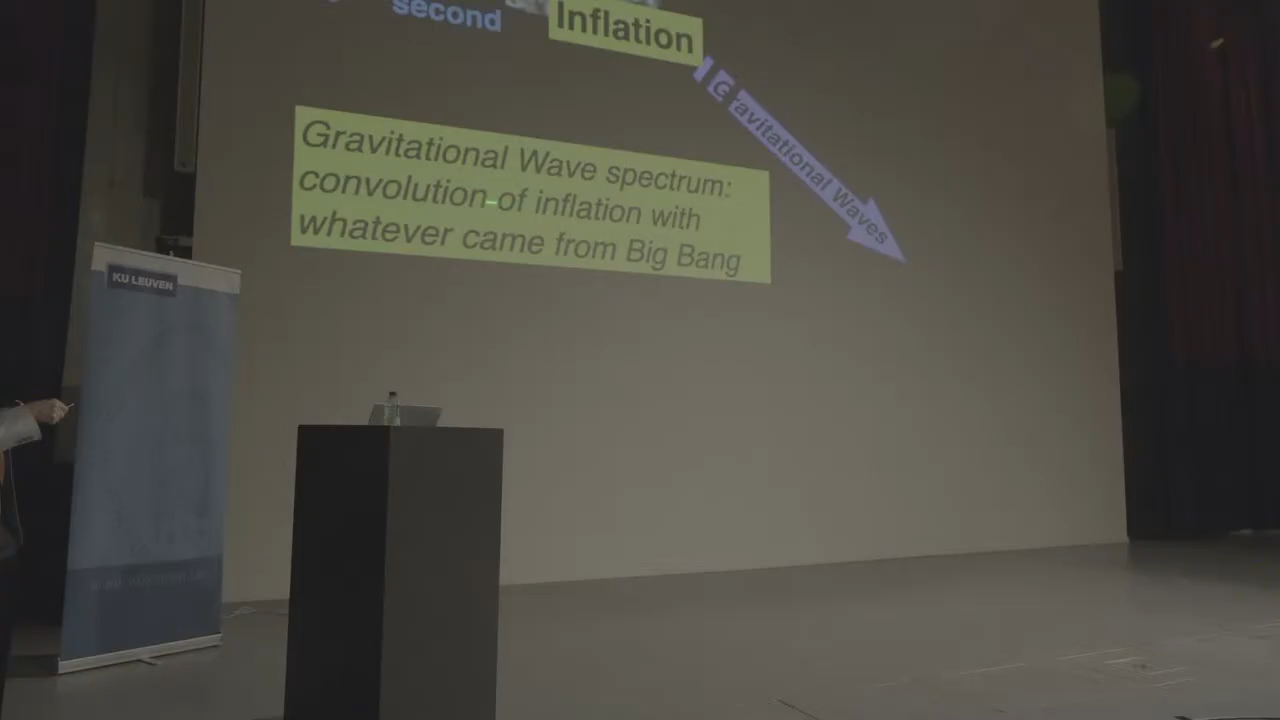 second
Inflation
Gravitational Waves
Gravitational Wave spectrum:
convolution of inflation with
whatever came from Big Bang
KU LEUVEN